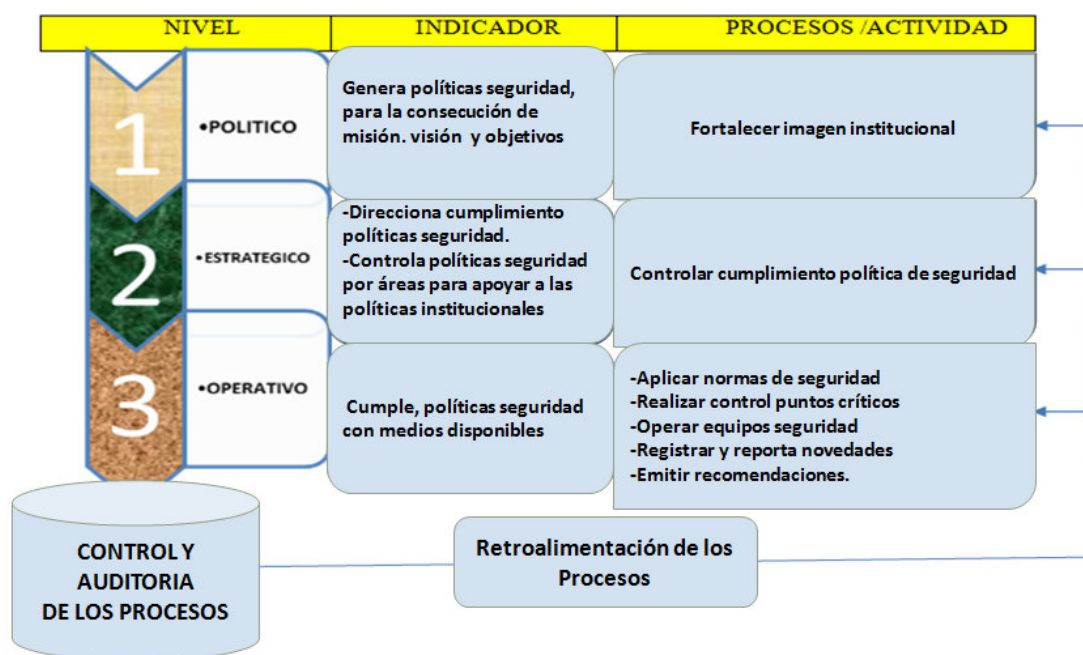 NIVEL
INDICADOR
PROCESOS /ACTIVIDAD
1
•POLITICO
Genera políticas seguridad,
para la consecución de
misión. visión y objetivos
Fortalecer imagen institucional
2
•ESTRATEGICO
-Direcciona cumplimiento
políticas seguridad.
-Controla políticas seguridad
por áreas para apoyar a las
políticas institucionales
Controlar cumplimiento política de seguridad
3
•OPERATIVO
Cumple, políticas seguridad
con medios disponibles
-Aplicar normas de seguridad
-Realizar control puntos críticos
-Operar equipos seguridad
-Registrar y reporta novedades
-Emitir recomendaciones.
CONTROL Y
AUDITORIA
DE LOS PROCESOS
Retroalimentación de los
Procesos